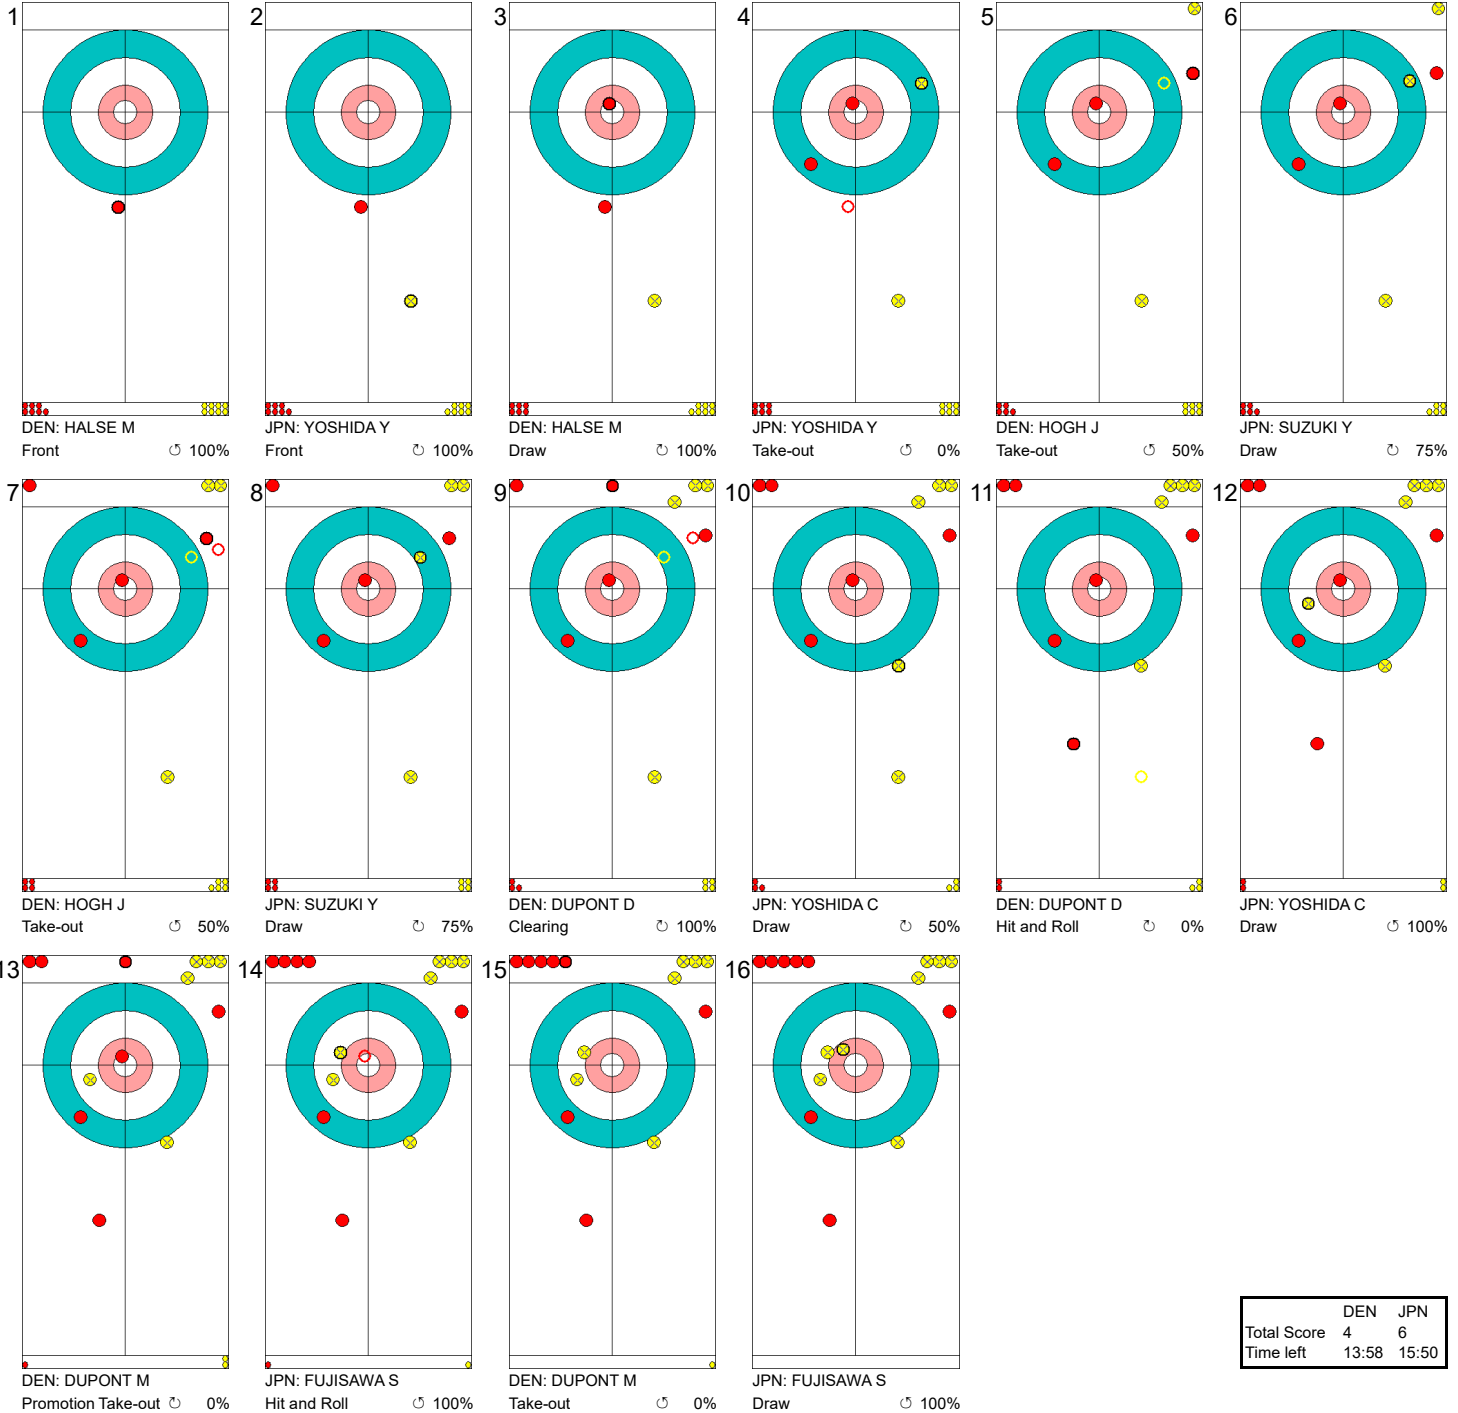 1
2
3
4
5
6
DEN: HALSE M
Front ↺ 100%
JPN: YOSHIDA Y
Front ↻ 100%
DEN: HALSE M
Draw ↺ 100%
JPN: YOSHIDA Y
Take-out ↺ 0%
DEN: HOGH J
Take-out ↺ 50%
JPN: SUZUKI Y
Draw ↻ 75%
7
8
9
10
11
12
DEN: HOGH J
Take-out ↺ 50%
JPN: SUZUKI Y
Draw ↺ 75%
DEN: DUPONT D
Clearing ↻ 100%
JPN: YOSHIDA C
Draw ↺ 50%
DEN: DUPONT D
Hit and Roll ↻ 0%
JPN: YOSHIDA C
Draw ↺ 100%
13
14
15
16
DEN: DUPONT M
Promotion Take-out ↻ 0%
JPN: FUJISAWA S
Hit and Roll ↺ 100%
DEN: DUPONT M
Take-out ↺ 0%
JPN: FUJISAWA S
Draw ↺ 100%
DEN JPN
Total Score 4 6
Time left 13:58 15:50